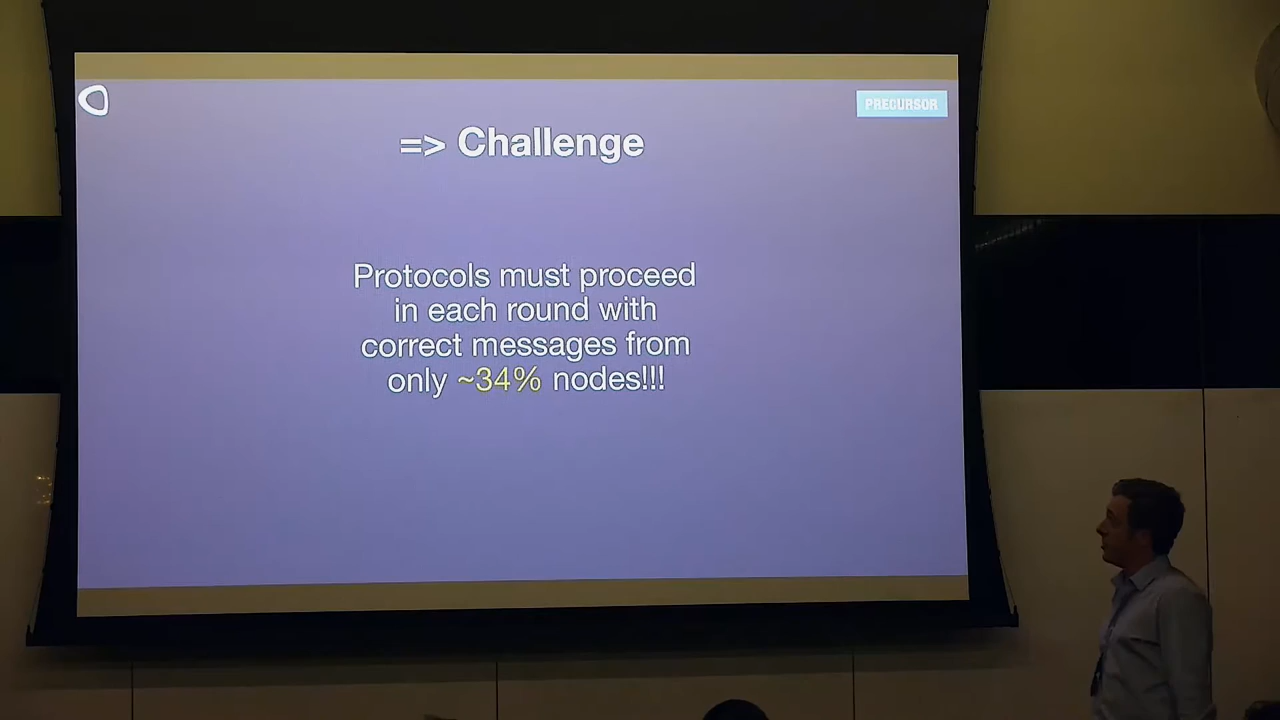 PRECURSOR
=> Challenge
Protocols must proceed
in each round with
correct messages from
only ~34% nodes!!!